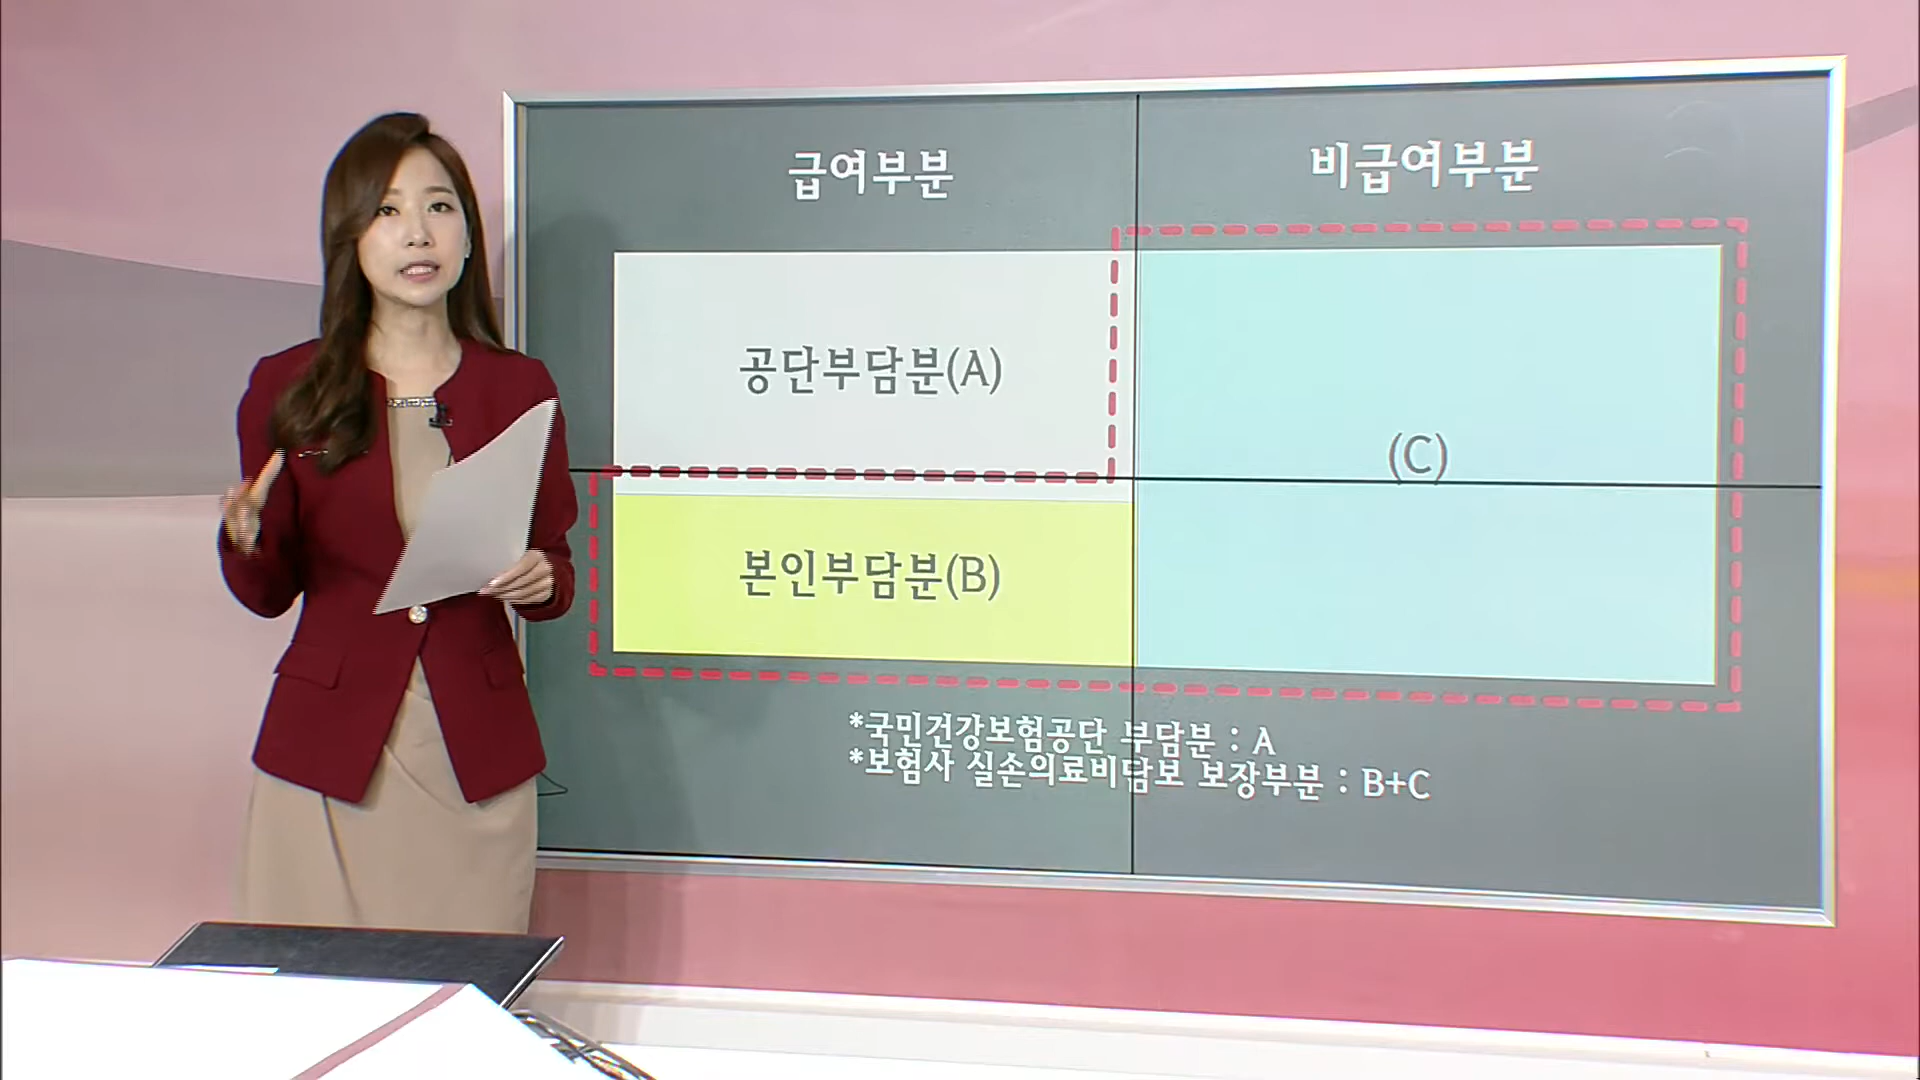 급여부분
비급여부분
공단부담분(A)
(C)
본인부담분(B)
*국민건강보험공단 부담분 : A
*보험사 실손의료비담보 보장부분 : B+C